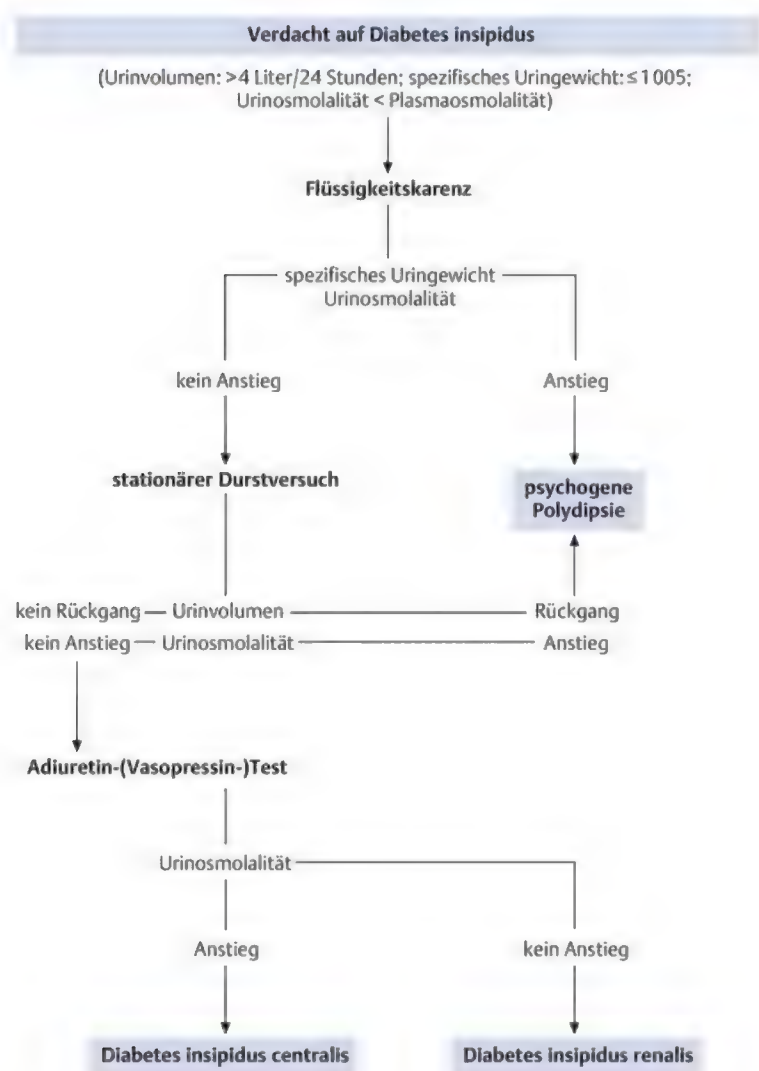 Verdacht auf Diabetes insipidus
(Urinvolumen: >4 Liter/24 Stunden; spezifisches Uringewicht: ≤1005;
Urinosmolalität < Plasmaosmolalität)
Flüssigkeitskarenz
spezifisches Uringewicht
Urinosmolalität
kein Anstieg
Anstieg
stationärer Durstversuch
psychogene
Polydipsie
kein Rückgang Urinvolumen Rückgang
kein Anstieg Urinosmolalität Anstieg
Adiuretin-(Vasopressin-)Test
Urinosmolalität
Anstieg
kein Anstieg
Diabetes insipidus centralis
Diabetes insipidus renalis